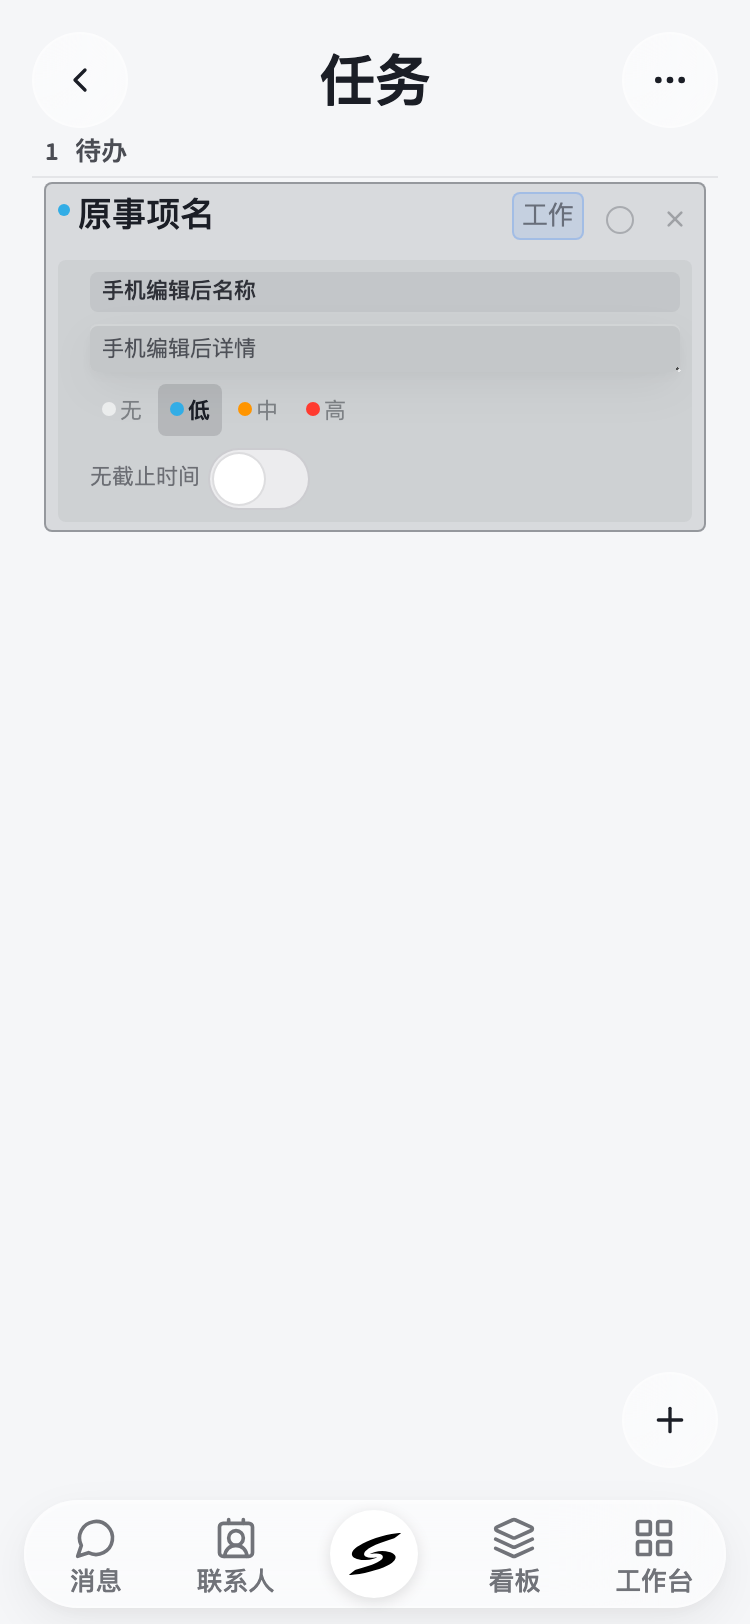 任务
1 待办
原事项名 工作
手机编辑后名称
手机编辑后详情
无 低 中 高
无截止时间
消息 联系人 看板 工作台